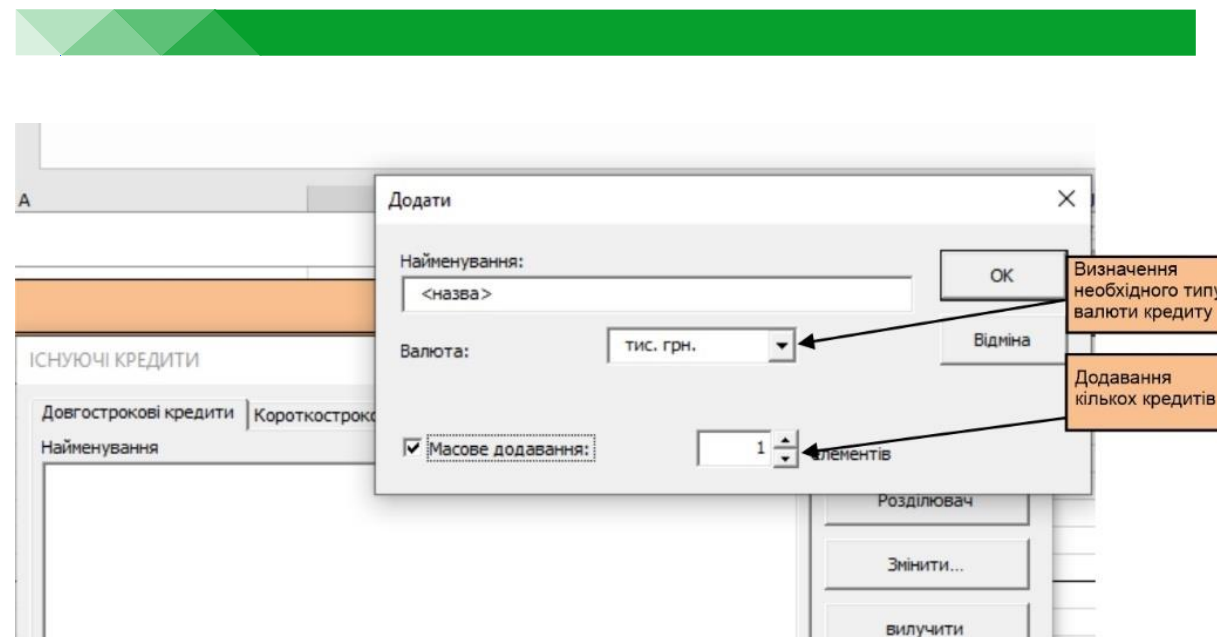 A
Додати
Найменування:
<назва>
OK
Визначення
необхідного типу
валюти кредиту
Валюта:
тис. грн.
Відміна
ІСНУЮЧІ КРЕДИТИ
Додавання
кількох кредитів
Довгострокові кредити
Найменування
Масове додавання:
1
елементів
Розділювач
Змінити...
вилучити